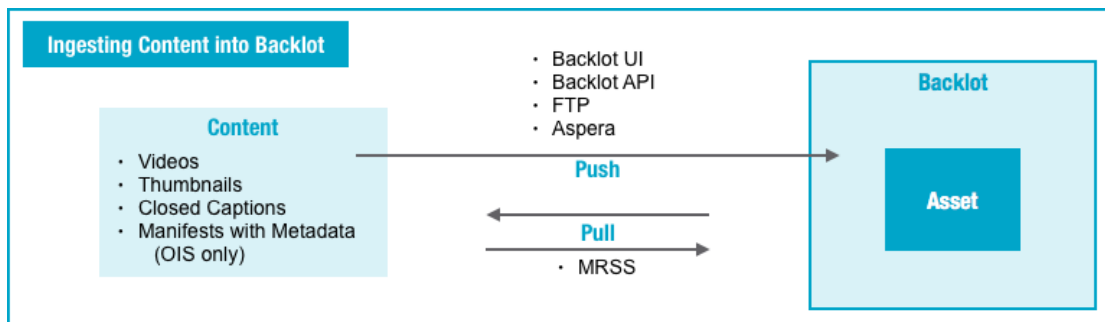 Ingesting Content into Backlot
· Backlot UI
· Backlot API
· FTP
· Aspera
Backlot
Content
· Videos
· Thumbnails
· Closed Captions
· Manifests with Metadata
(OIS only)
Push
Asset
Pull
· MRSS